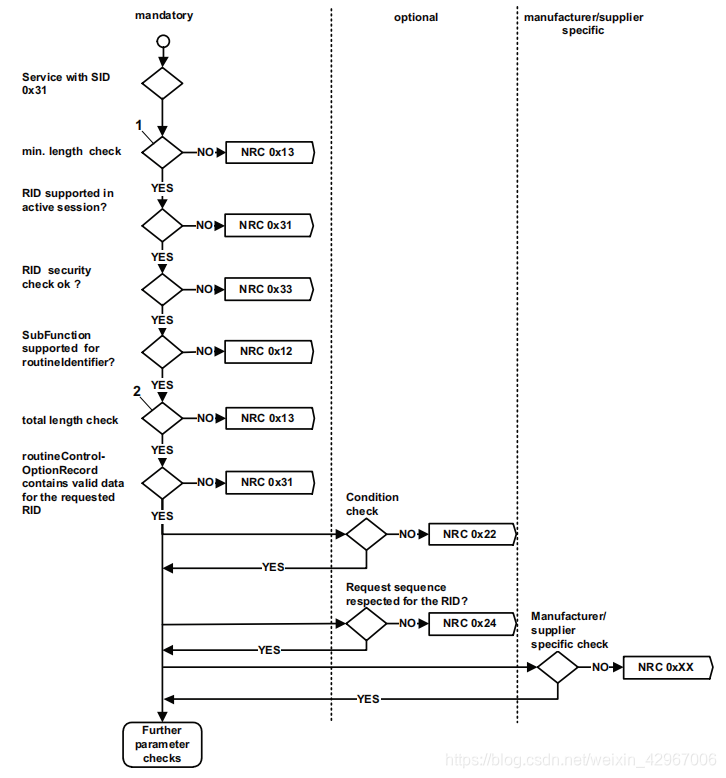 mandatory
optional
manufacturer/supplier
specific
Service with SID
0x31
1
min. length check
NO
NRC 0x13
YES
RID supported in
active session?
NO
NRC 0x31
YES
RID security
check ok ?
NO
NRC 0x33
YES
SubFunction
supported for
routineIdentifier?
NO
NRC 0x12
YES
2
total length check
NO
NRC 0x13
YES
routineControl-
OptionRecord
contains valid data
for the requested
RID
NO
NRC 0x31
YES
Condition
check
NO
NRC 0x22
YES
Request sequence
respected for the RID?
NO
NRC 0x24
YES
Manufacturer/
supplier
specific check
NO
NRC 0xXX
YES
Further
parameter
checks
https://blog.csdn.net/weixin_42967006